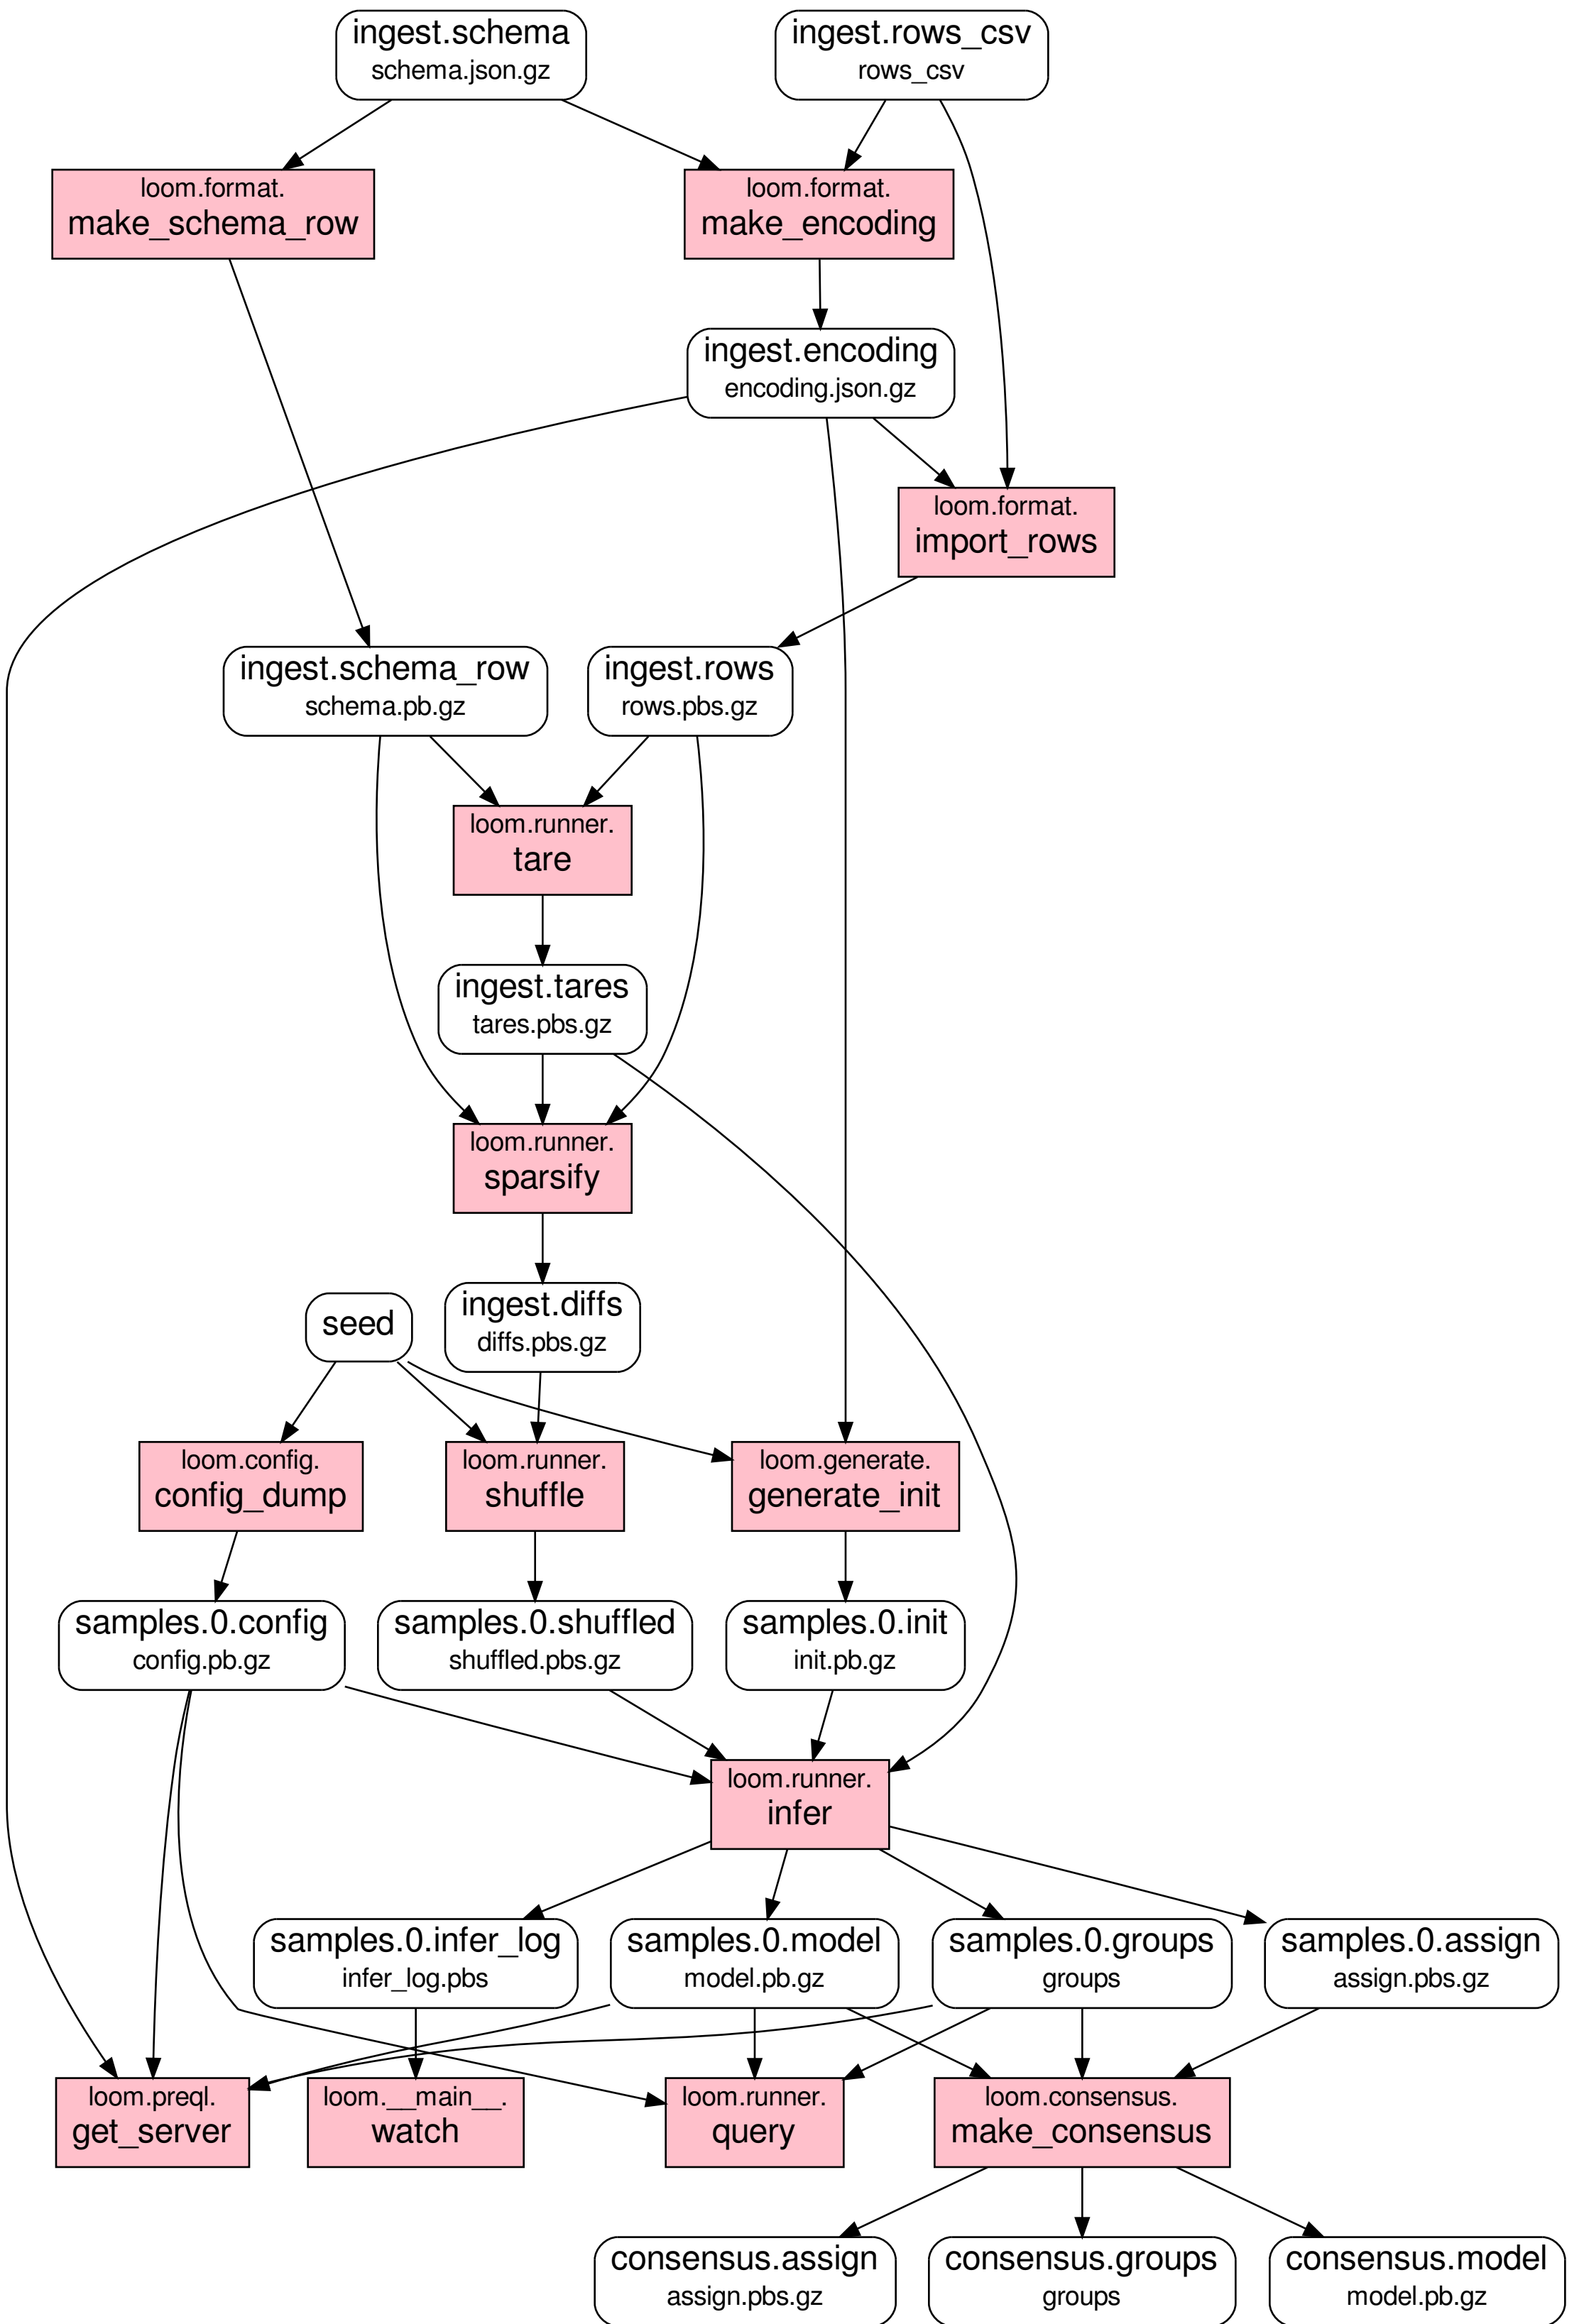 ingest.schema
schema.json.gz
ingest.rows_csv
rows_csv
loom.format.
make_schema_row
loom.format.
make_encoding
ingest.encoding
encoding.json.gz
loom.format.
import_rows
ingest.schema_row
schema.pb.gz
ingest.rows
rows.pbs.gz
loom.runner.
tare
ingest.tares
tares.pbs.gz
loom.runner.
sparsify
seed
ingest.diffs
diffs.pbs.gz
loom.config.
config_dump
loom.runner.
shuffle
loom.generate.
generate_init
samples.0.config
config.pb.gz
samples.0.shuffled
shuffled.pbs.gz
samples.0.init
init.pb.gz
loom.runner.
infer
samples.0.infer_log
infer_log.pbs
samples.0.model
model.pb.gz
samples.0.groups
groups
samples.0.assign
assign.pbs.gz
loom.preql.
get_server
loom.__main__.
watch
loom.runner.
query
loom.consensus.
make_consensus
consensus.assign
assign.pbs.gz
consensus.groups
groups
consensus.model
model.pb.gz